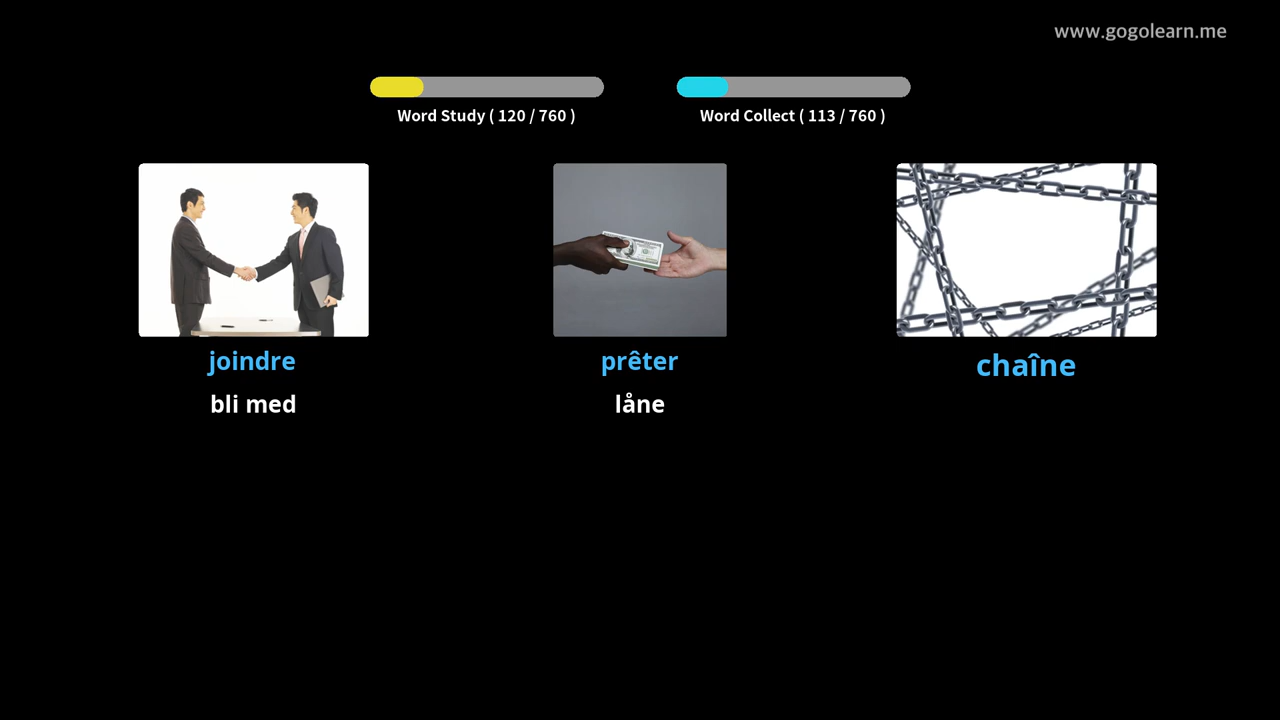 www.gogolearn.me
Word Study ( 120 / 760 )
Word Collect ( 113 / 760 )
joindre
bli med
prêter
låne
chaîne